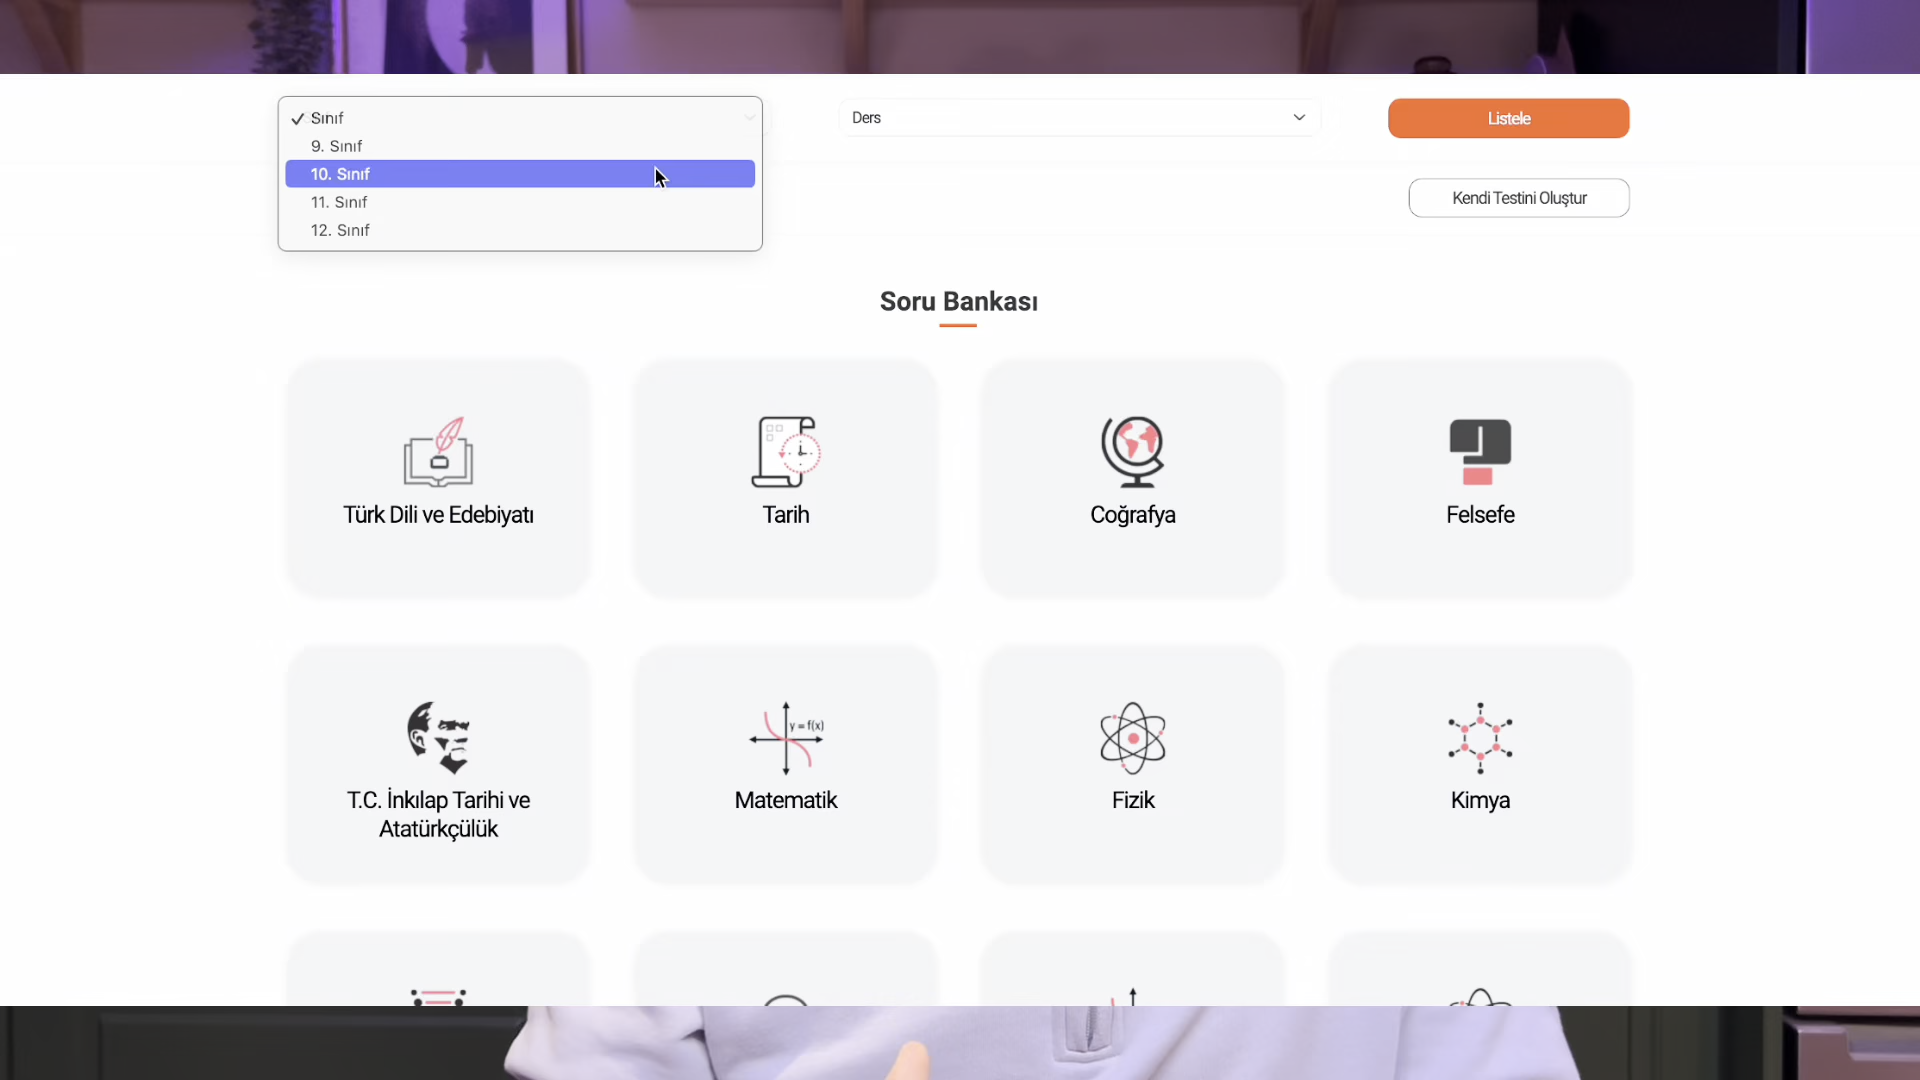 Sınıf
9. Sınıf
10. Sınıf
11. Sınıf
12. Sınıf
Ders
Listele
Kendi Testini Oluştur
Soru Bankası
Türk Dili ve Edebiyatı
Tarih
Coğrafya
Felsefe
T.C. İnkılap Tarihi ve
Atatürkçülük
y = f(x)
Matematik
Fizik
Kimya